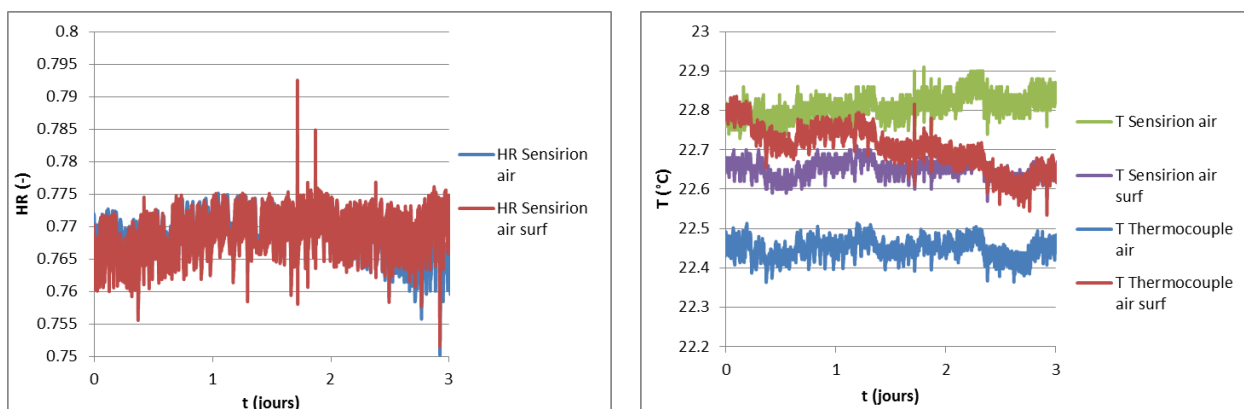 0.8
0.795
0.79
0.785
0.78
0.775
0.77
0.765
0.76
0.755
0.75
HR (-)
0 1 2 3
t (jours)
HR Sensirion
air
HR Sensirion
air surf
23
22.9
22.8
22.7
22.6
22.5
22.4
22.3
22.2
T (°C)
0 1 2 3
t (jours)
T Sensirion air
T Sensirion air
surf
T Thermocouple
air
T Thermocouple
air surf